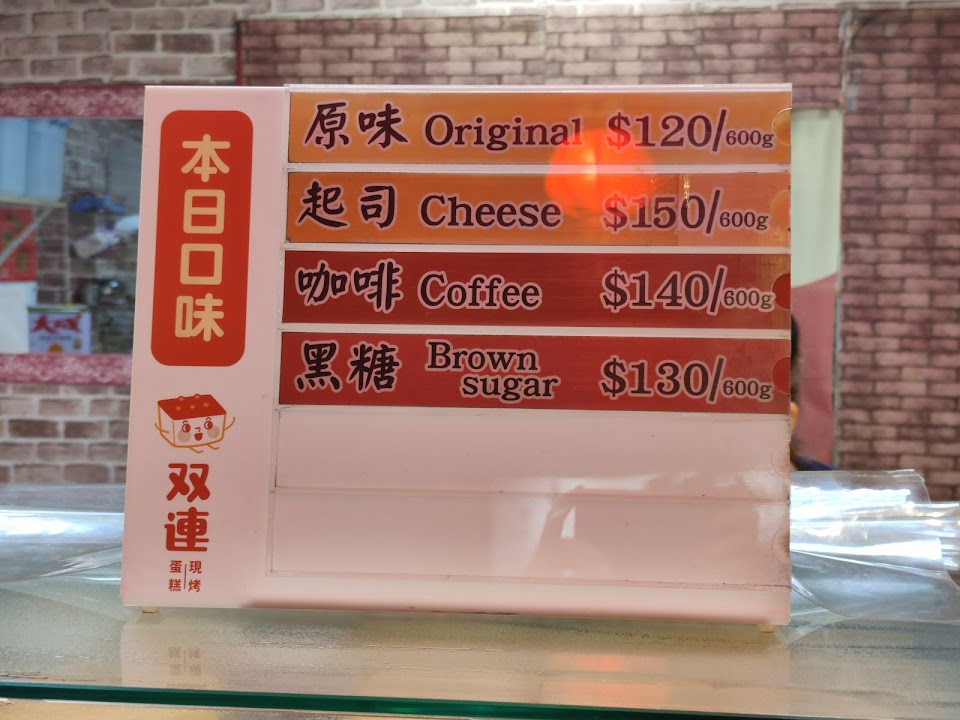 本日口味
双連
現烤
蛋糕
原味 Original $120/600g
起司 Cheese $150/600g
咖啡 Coffee $140/600g
黑糖 Brown sugar $130/600g